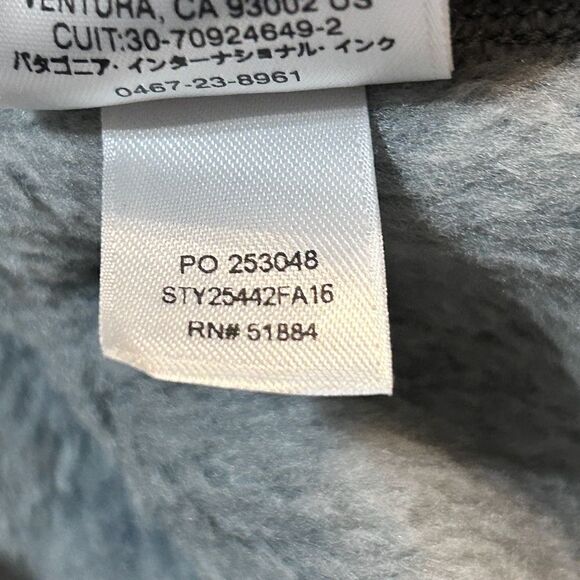 VENTURA, CA 93002 US
CUIT:30-70924649-2
パタゴニア・インターナショナル・インク
0467-23-8961
PO 253048
STY25442FA16
RN# 51884